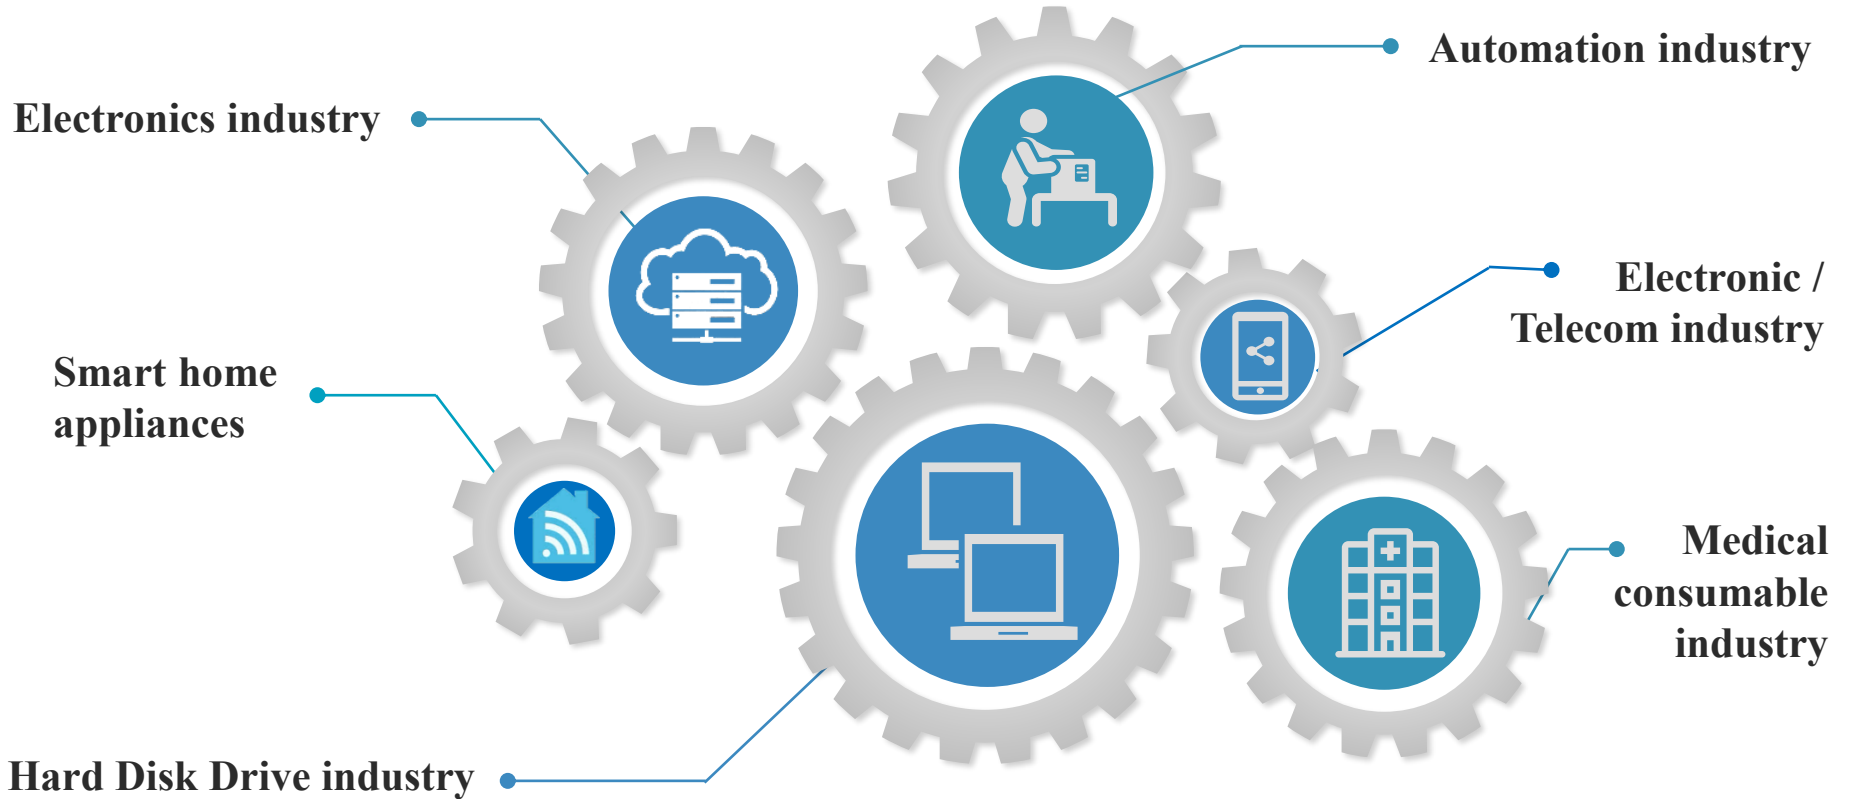 Automation industry
Electronics industry
Electronic /
Telecom industry
Smart home
appliances
Medical
consumable
industry
Hard Disk Drive industry